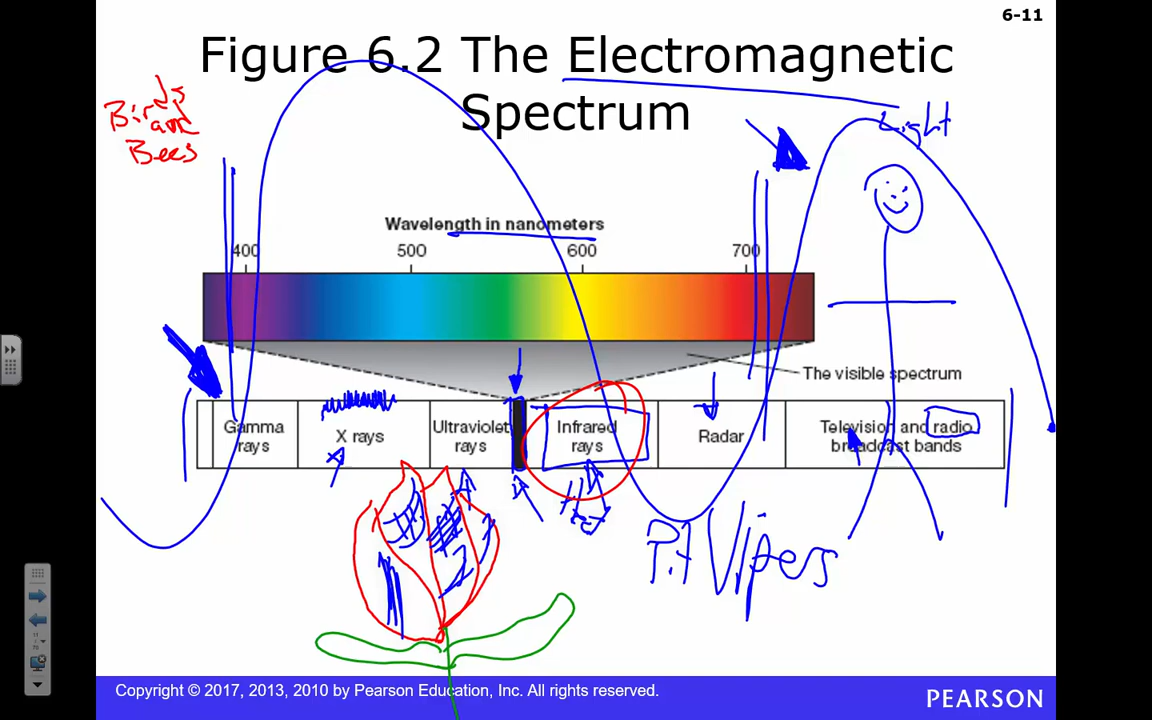 6-11
Figure 6.2 The Electromagnetic
Spectrum
Birds
and
Bees
Light
Wavelength in nanometers
400
500
600
700
The visible spectrum
Gamma
rays
X rays
Ultraviolet
rays
Infrared
rays
Radar
Television and radio
broadcast bands
Heat
Pit Vipers
11
Copyright © 2017, 2013, 2010 by Pearson Education, Inc. All rights reserved.
PEARSON